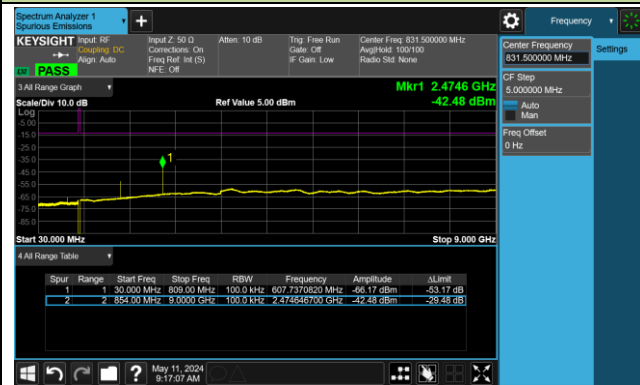 Spectrum Analyzer 1
Spurious Emissions
Frequency
KEYSIGHT
Input: RF
Coupling: DC
Align: Auto
Input Z: 50 Ω
Corrections: On
Freq Ref: Int (S)
NFE: Off
Atten: 10 dB
Trig: Free Run
Gate: Off
IF Gain: Low
Center Freq: 831.500000 MHz
Avg|Hold: 100/100
Radio Std: None
PASS
Center Frequency
831.500000 MHz
Settings
CF Step
5.000000 MHz
Auto
Man
Freq Offset
0 Hz
3 All Range Graph
Mkr1 2.4746 GHz
Scale/Div 10.0 dB
Ref Value 5.00 dBm
-42.48 dBm
Log
-5.00
-15.0
-25.0
-35.0
-45.0
-55.0
-65.0
-75.0
-85.0
1
Start 30.000 MHz
Stop 9.000 GHz
4 All Range Table
Spur Range Start Freq Stop Freq RBW Frequency Amplitude ΔLimit
1 1 30.000 MHz 809.00 MHz 100.0 kHz 607.7370820 MHz -66.17 dBm -53.17 dB
2 2 854.00 MHz 9.0000 GHz 100.0 kHz 2.474646700 GHz -42.48 dBm -29.48 dB
May 11, 2024
9:17:07 AM